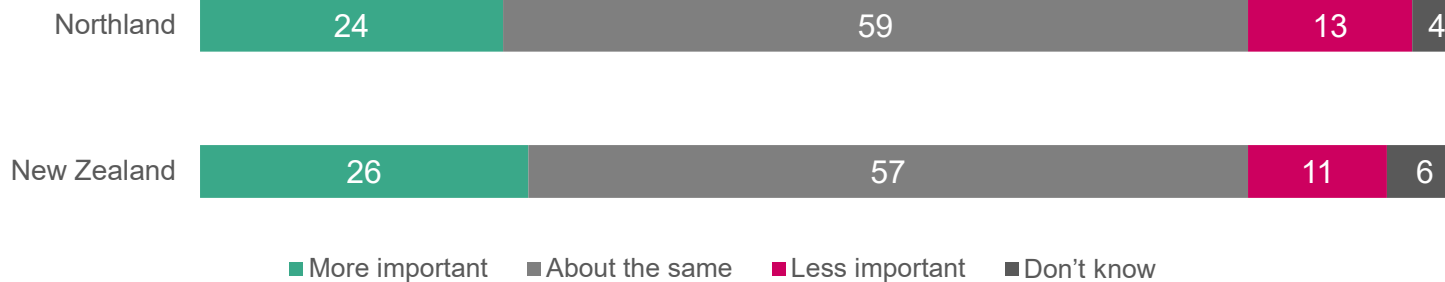 Northland 24 59 13 4
New Zealand 26 57 11 6
More important About the same Less important Don’t know